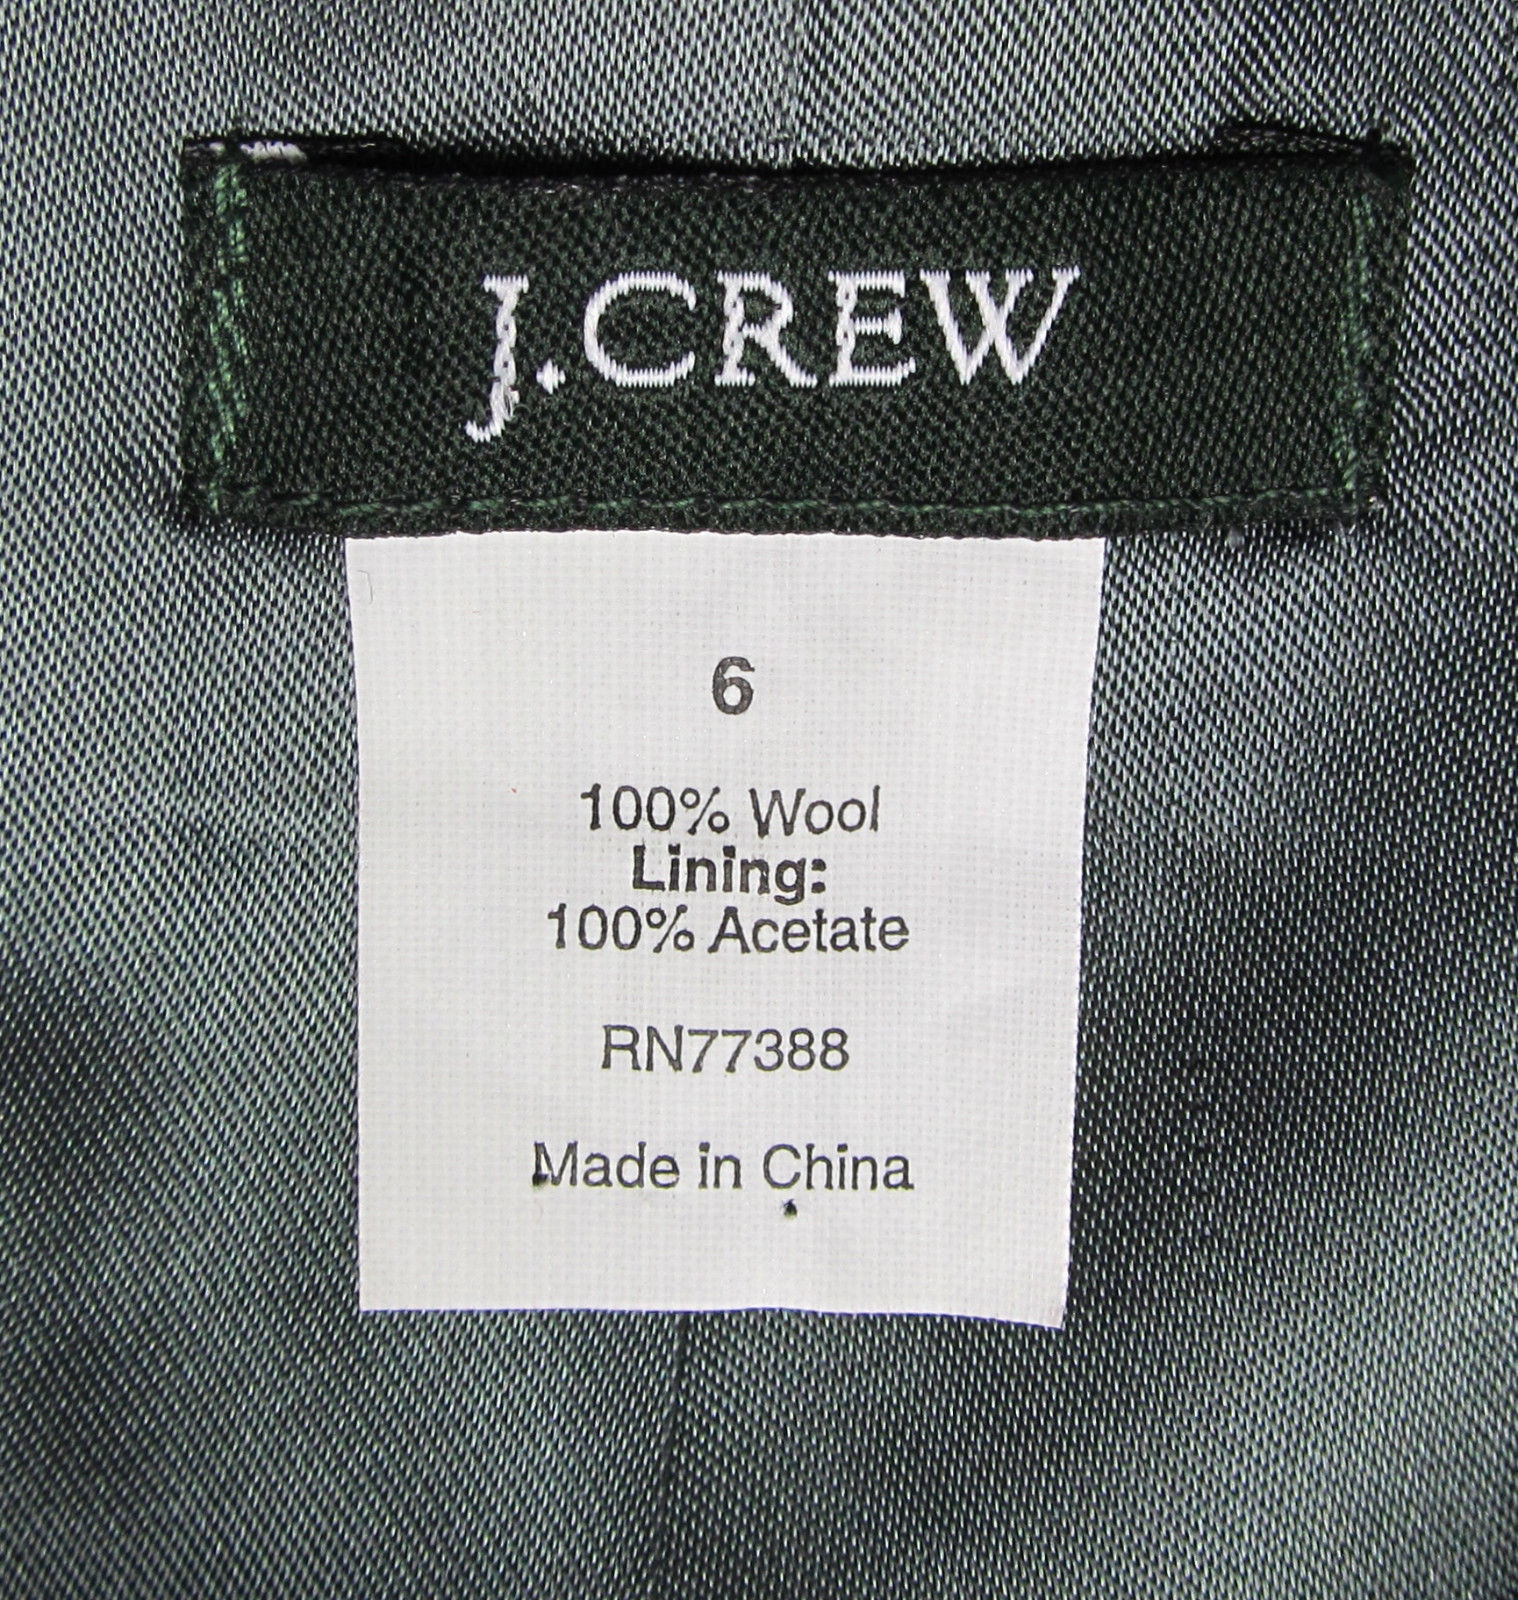 J.CREW
6
100% Wool
Lining:
100% Acetate
RN77388
Made in China